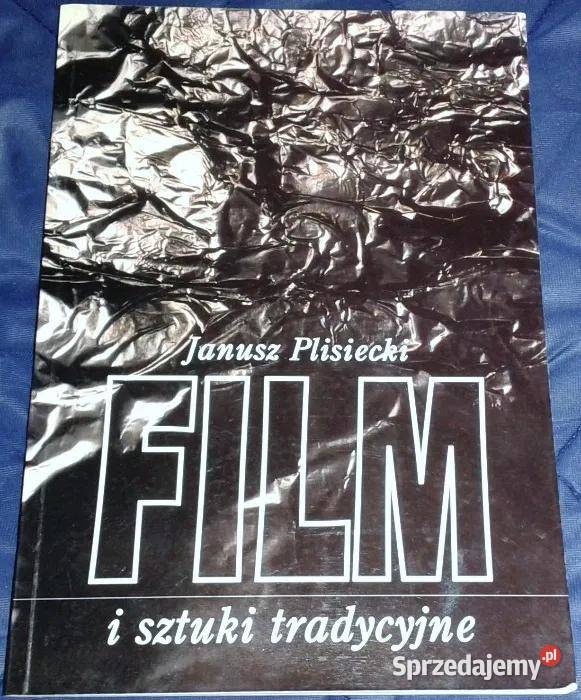 Janusz Plisiecki
FILM
i sztuki tradycyjne
Sprzedajemy.pl